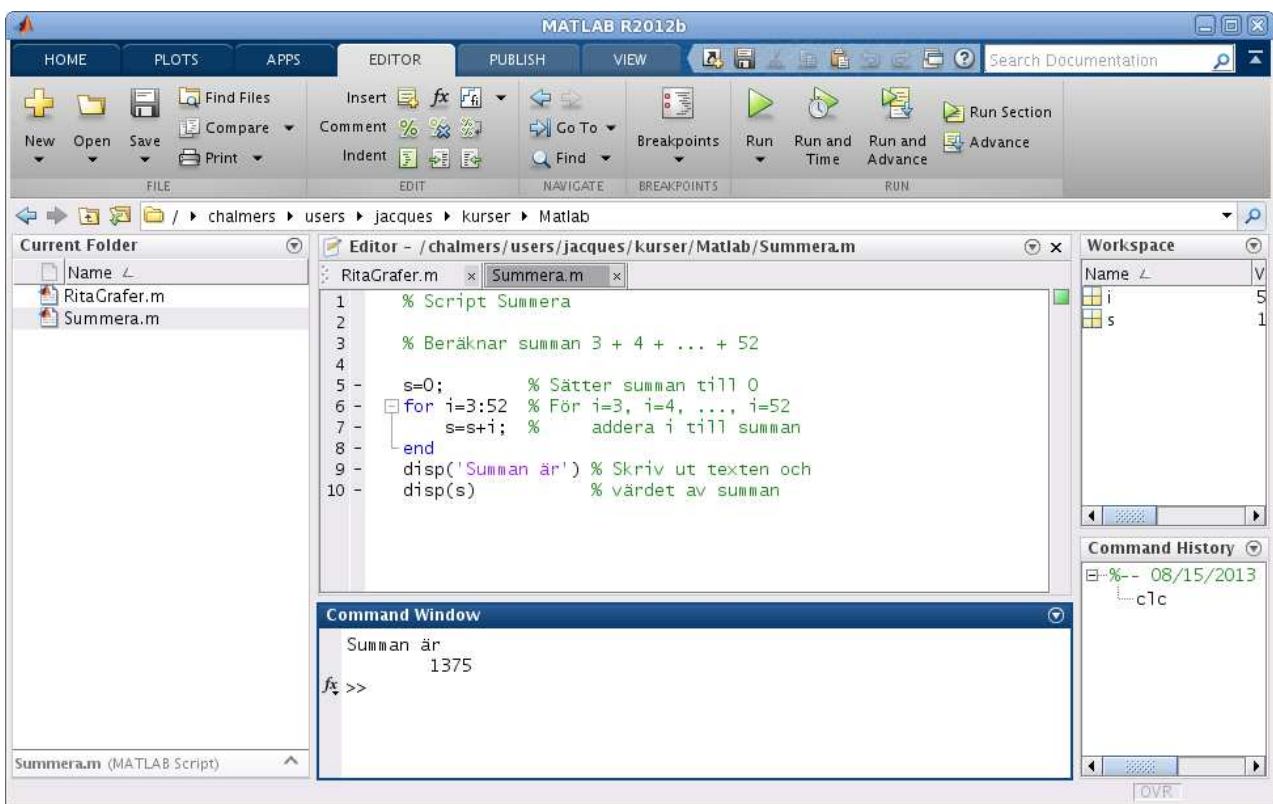 MATLAB R2012b
HOME PLOTS APPS EDITOR PUBLISH VIEW Search Documentation
Find Files Insert fx
New Open Save Compare Comment % Go To Breakpoints Run Run and Time Run and Advance Run Section
Print Indent Find Advance
FILE EDIT NAVIGATE BREAKPOINTS RUN
/ chalmers users jacques kurser Matlab
Current Folder
Name
RitaGrafer.m
Summera.m
Summera.m (MATLAB Script)
Editor - /chalmers/users/jacques/kurser/Matlab/Summera.m
RitaGrafer.m × Summera.m ×
1 % Script Summera
2
3 % Beräknar summan 3 + 4 + ... + 52
4
5 - s=0; % Sätter summan till 0
6 - for i=3:52 % För i=3, i=4, ..., i=52
7 - s=s+i; % addera i till summan
8 - end
9 - disp('Summan är') % Skriv ut texten och
10 - disp(s) % värdet av summan
Command Window
Summan är
1375
fx >>
Workspace
Name V
i 5
s 1
Command History
%-- 08/15/2013
clc
OVR